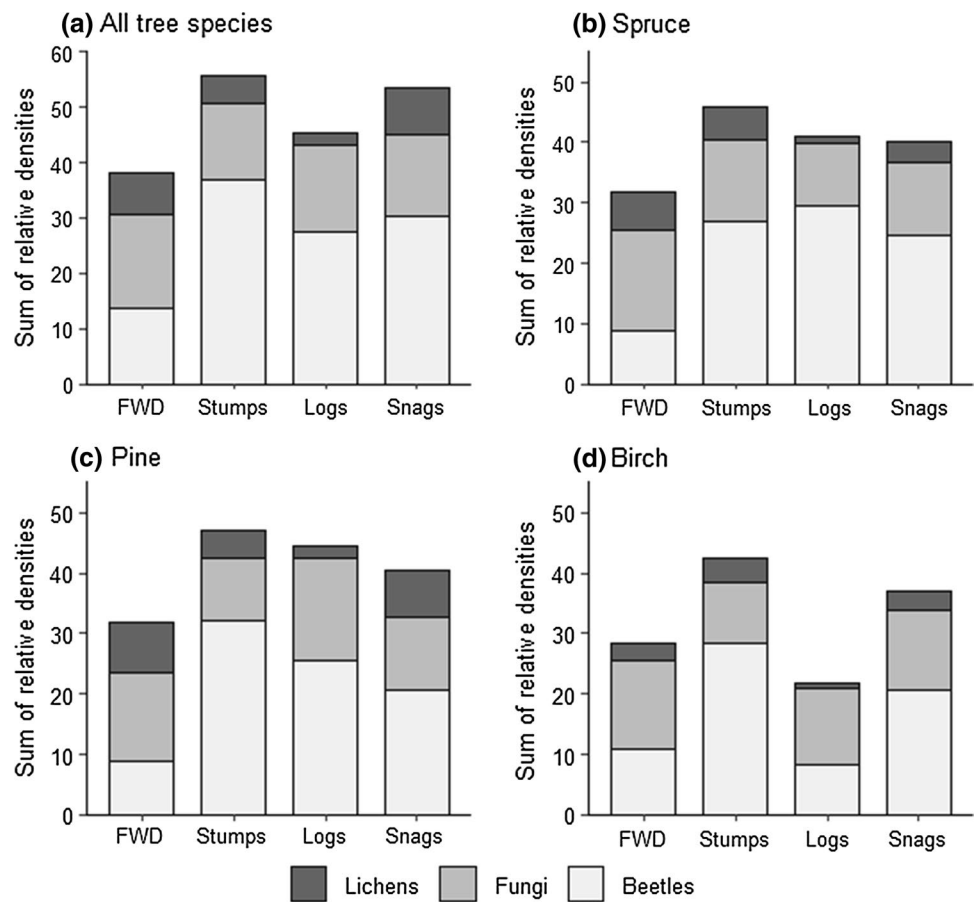 (a) All tree species
Sum of relative densities
60
50
40
30
20
10
0
FWD Stumps Logs Snags
(b) Spruce
Sum of relative densities
50
40
30
20
10
0
FWD Stumps Logs Snags
(c) Pine
Sum of relative densities
50
40
30
20
10
0
FWD Stumps Logs Snags
(d) Birch
Sum of relative densities
50
40
30
20
10
0
FWD Stumps Logs Snags
Lichens Fungi Beetles